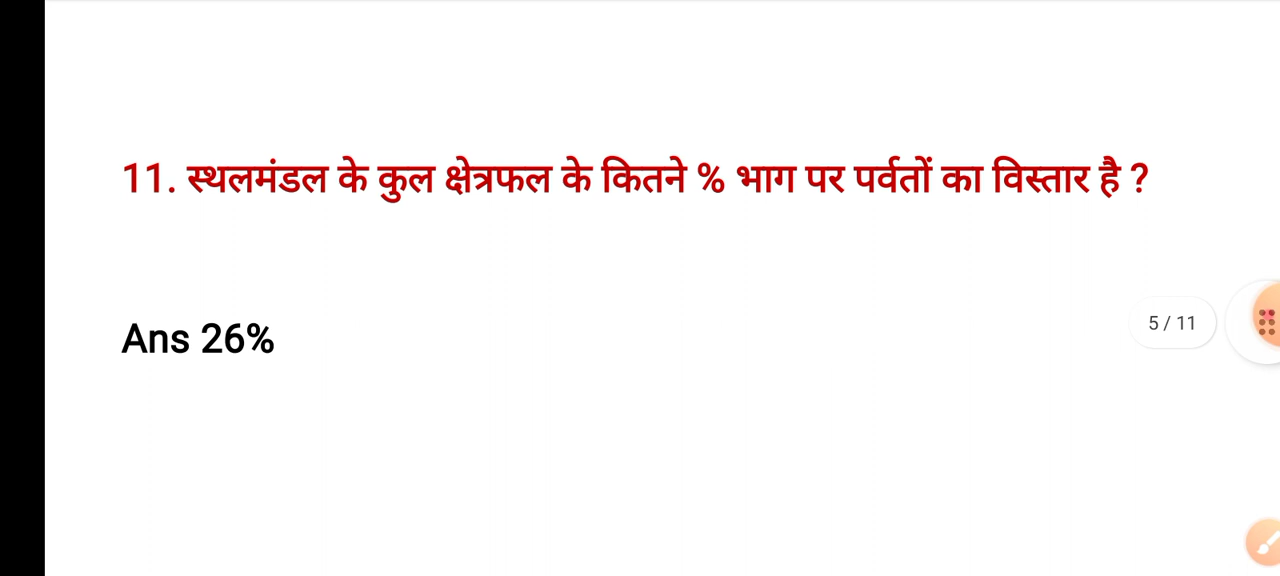 11. स्थलमंडल के कुल क्षेत्रफल के कितने % भाग पर पर्वतों का विस्तार है ?
Ans 26%
5 / 11